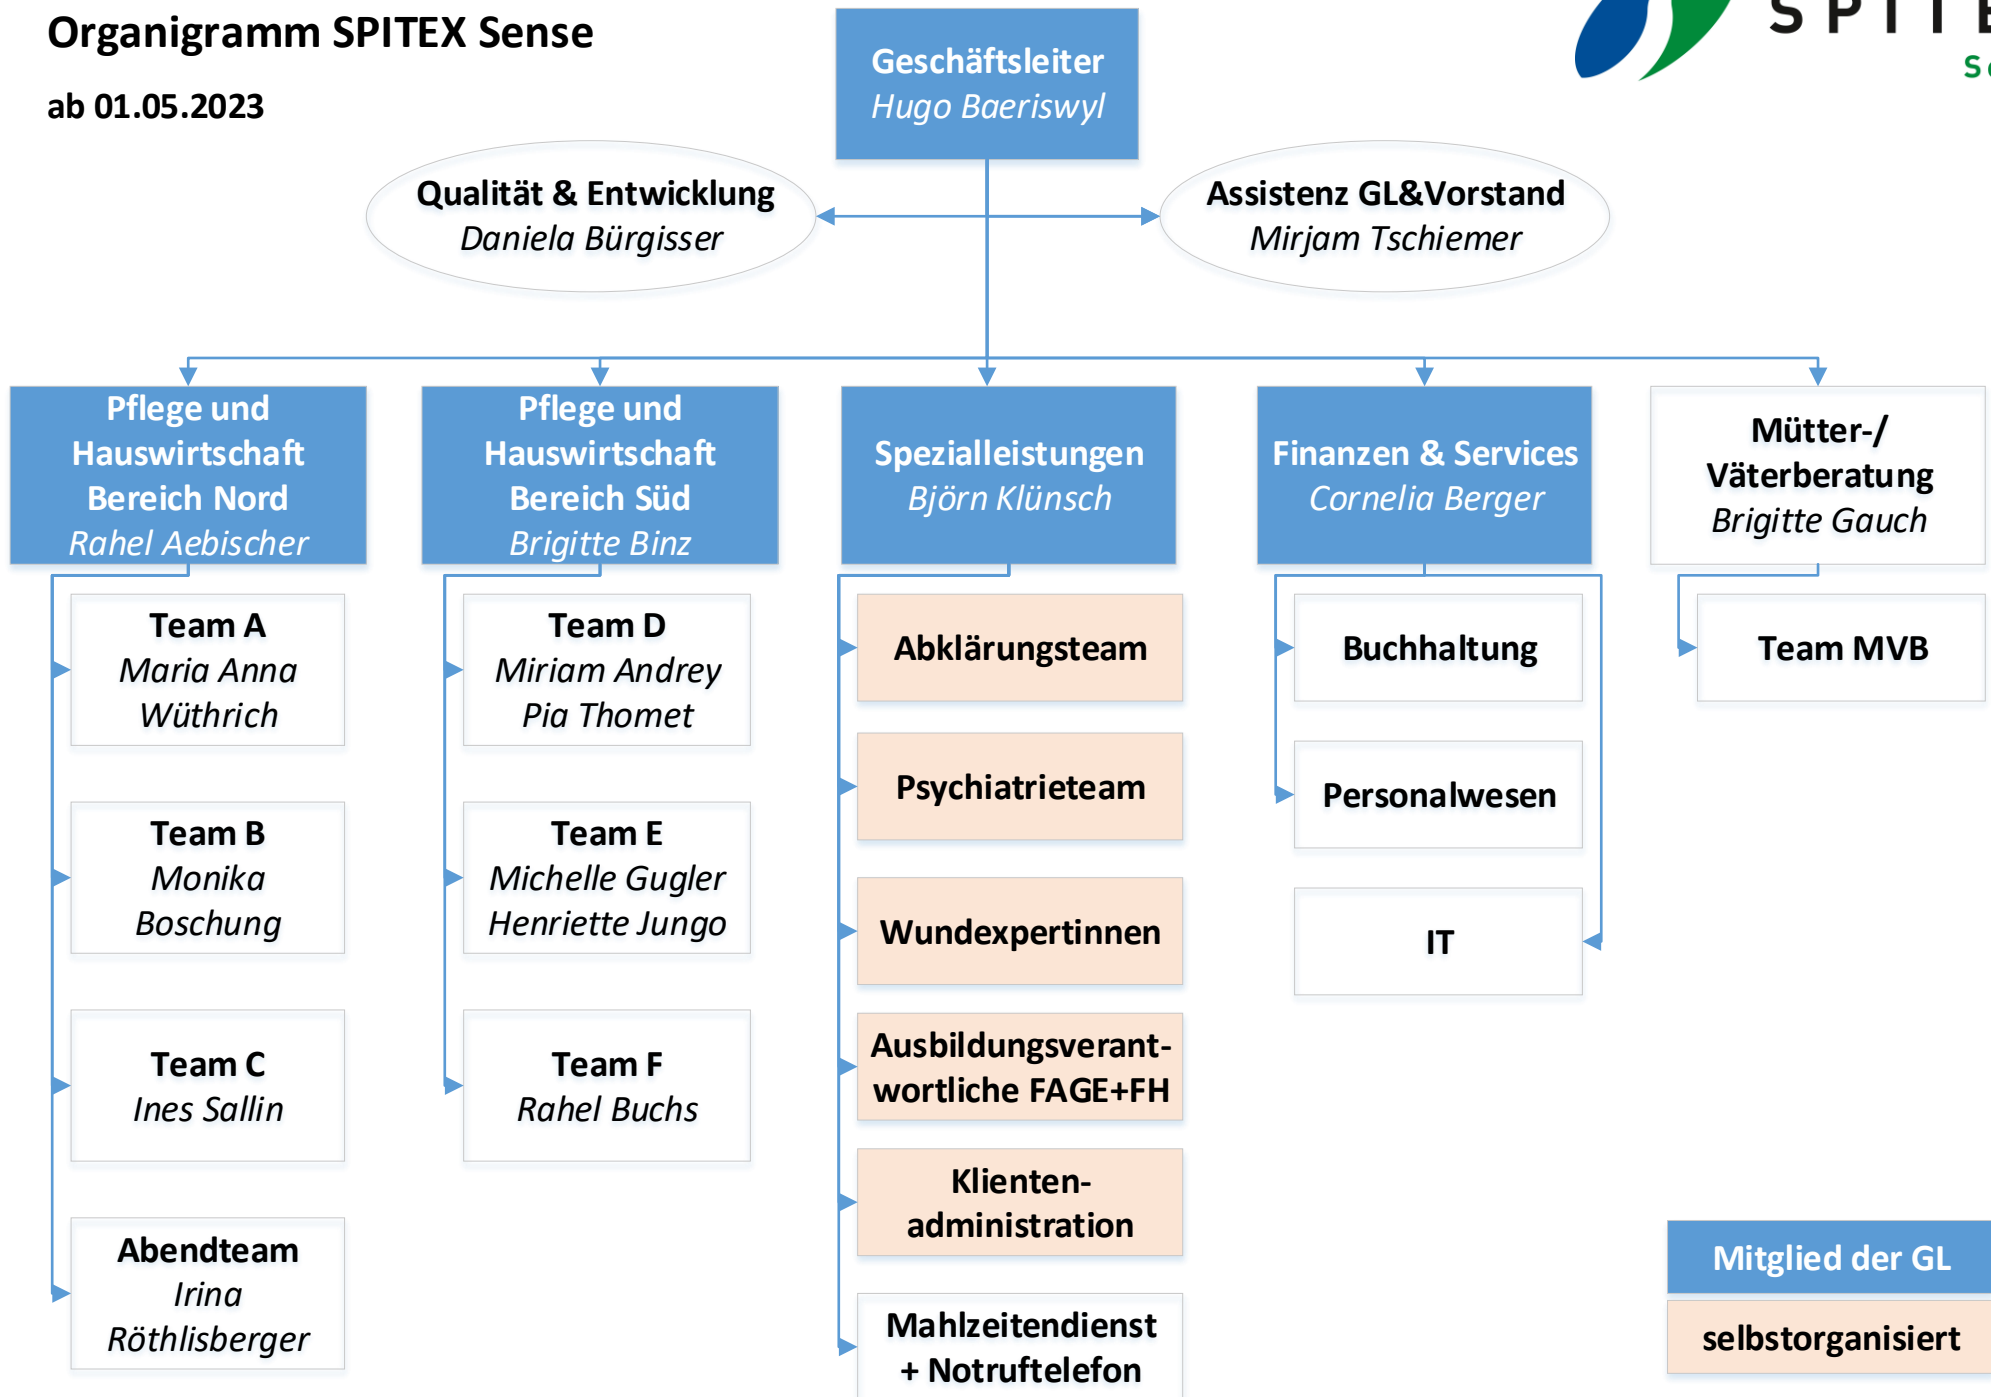 Organigramm SPITEX Sense
ab 01.05.2023
Geschäftsleiter
Hugo Baeriswyl
Qualität & Entwicklung
Daniela Bürgisser
Assistenz GL&Vorstand
Mirjam Tschiemer
Pflege und
Hauswirtschaft
Bereich Nord
Rahel Aebischer
Pflege und
Hauswirtschaft
Bereich Süd
Brigitte Binz
Spezialleistungen
Björn Klünsch
Finanzen & Services
Cornelia Berger
Mütter-/
Väterberatung
Brigitte Gauch
Team A
Maria Anna
Wüthrich
Team B
Monika
Boschung
Team C
Ines Sallin
Abendteam
Irina
Röthlisberger
Team D
Miriam Andrey
Pia Thomet
Team E
Michelle Gugler
Henriette Jungo
Team F
Rahel Buchs
Abklärungsteam
Psychiatrieteam
Wundexpertinnen
Ausbildungsverant-
wortliche FAGE+FH
Klienten-
administration
Mahlzeitendienst
+ Notruftelefon
Buchhaltung
Personalwesen
IT
Team MVB
Mitglied der GL
selbstorganisiert